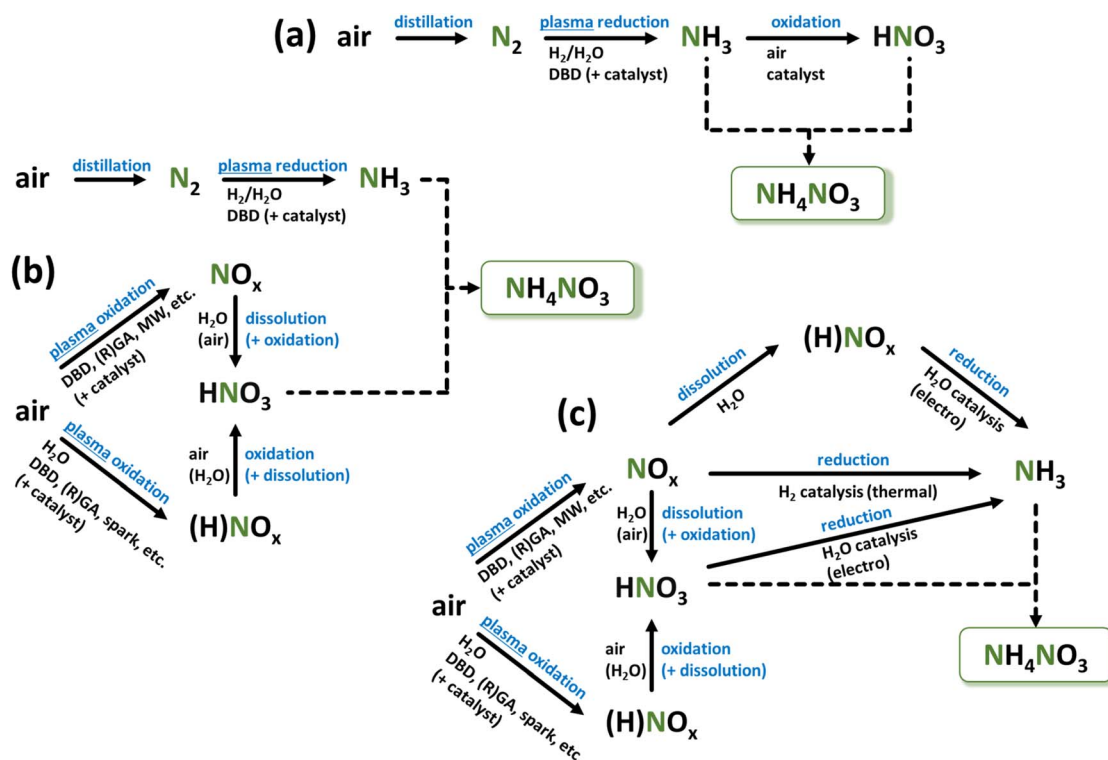 (a)
air
distillation
N2
plasma reduction
H2/H2O
DBD (+ catalyst)
NH3
oxidation
air
catalyst
HNO3
NH4NO3
(b)
air
distillation
N2
plasma reduction
H2/H2O
DBD (+ catalyst)
NH3
NH4NO3
air
plasma oxidation
DBD, (R)GA, MW, etc.
(+ catalyst)
NOx
H2O
(air)
dissolution
(+ oxidation)
HNO3
air
(H2O)
oxidation
(+ dissolution)
plasma oxidation
H2O
DBD, (R)GA, spark, etc.
(+ catalyst)
(H)NOx
(c)
air
plasma oxidation
DBD, (R)GA, MW, etc.
(+ catalyst)
NOx
dissolution
H2O
(H)NOx
reduction
H2O catalysis
(electro)
reduction
H2 catalysis (thermal)
NH3
H2O
(air)
dissolution
(+ oxidation)
reduction
H2O catalysis
(electro)
HNO3
air
(H2O)
oxidation
(+ dissolution)
plasma oxidation
H2O
DBD, (R)GA, spark, etc
(+ catalyst)
(H)NOx
NH4NO3